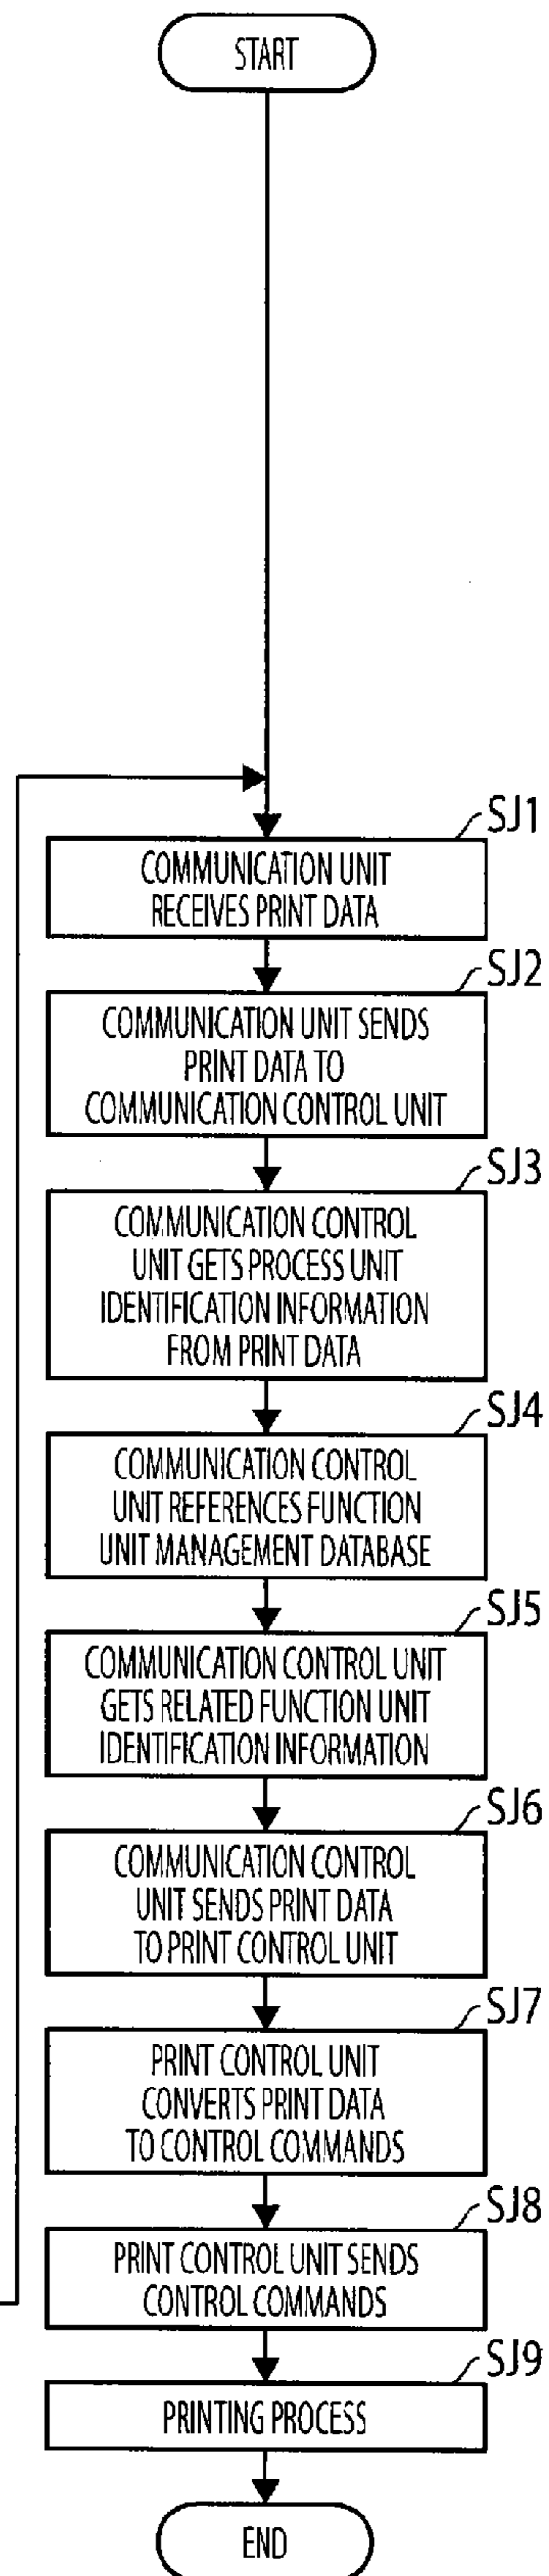 START
SJ1
COMMUNICATION UNIT
RECEIVES PRINT DATA
SJ2
COMMUNICATION UNIT SENDS
PRINT DATA TO
COMMUNICATION CONTROL UNIT
SJ3
COMMUNICATION CONTROL
UNIT GETS PROCESS UNIT
IDENTIFICATION INFORMATION
FROM PRINT DATA
SJ4
COMMUNICATION CONTROL
UNIT REFERENCES FUNCTION
UNIT MANAGEMENT DATABASE
SJ5
COMMUNICATION CONTROL UNIT
GETS RELATED FUNCTION UNIT
IDENTIFICATION INFORMATION
SJ6
COMMUNICATION CONTROL
UNIT SENDS PRINT DATA
TO PRINT CONTROL UNIT
SJ7
PRINT CONTROL UNIT
CONVERTS PRINT DATA
TO CONTROL COMMANDS
SJ8
PRINT CONTROL UNIT SENDS
CONTROL COMMANDS
SJ9
PRINTING PROCESS
END